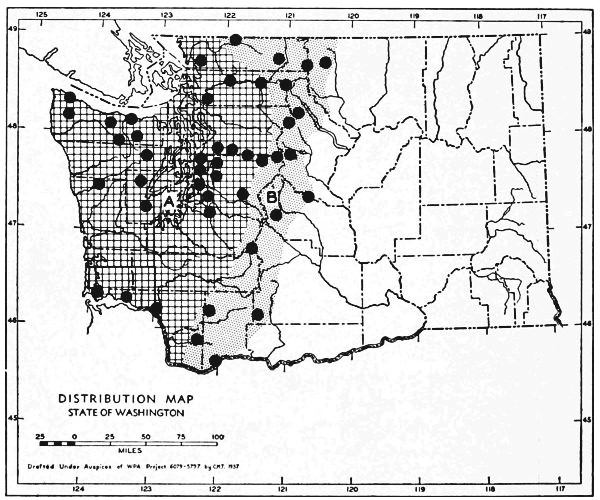 124 123 122 121 120 119 118 117
49 49
48 48
A B
47 47
46 46
DISTRIBUTION MAP
STATE OF WASHINGTON
45 45
25 0 25 50 75 100
MILES
Drafted Under Auspices of WPA Project 6079-5797 by C.M.T. 1937
124 123 122 121 120 119 118 117